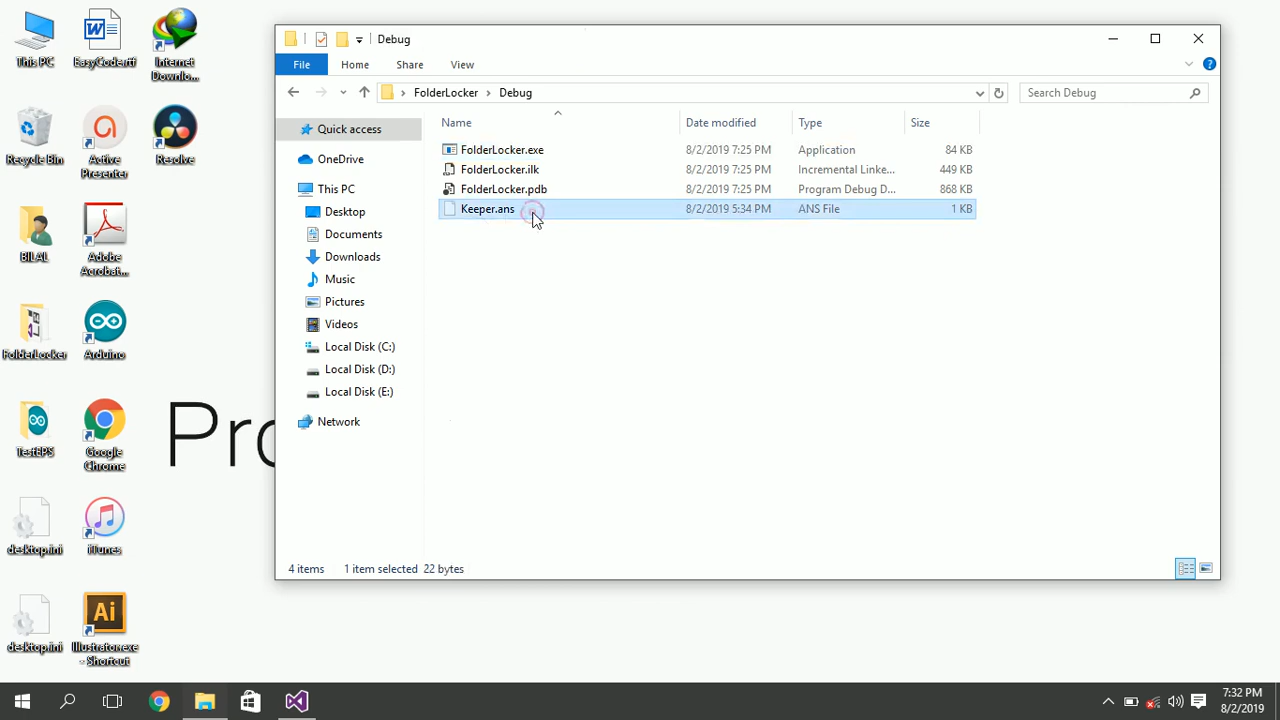 This PC
EasyCode.rtf
Internet
Downlo...
Recycle Bin
Active
Presenter
Resolve
BILAL
Adobe
Acrobat...
FolderLocker
Arduino
TestEPS
Google
Chrome
desktop.ini
iTunes
desktop.ini
Illustrator.exe
- Shortcut
Ai
Pro
Debug
File Home Share View
FolderLocker > Debug
Search Debug
Name Date modified Type Size
Quick access
OneDrive
This PC
Desktop
Documents
Downloads
Music
Pictures
Videos
Local Disk (C:)
Local Disk (D:)
Local Disk (E:)
Network
FolderLocker.exe 8/2/2019 7:25 PM Application 84 KB
FolderLocker.ilk 8/2/2019 7:25 PM Incremental Linke... 449 KB
FolderLocker.pdb 8/2/2019 7:25 PM Program Debug D... 868 KB
Keeper.ans 8/2/2019 5:34 PM ANS File 1 KB
4 items 1 item selected 22 bytes
7:32 PM
8/2/2019